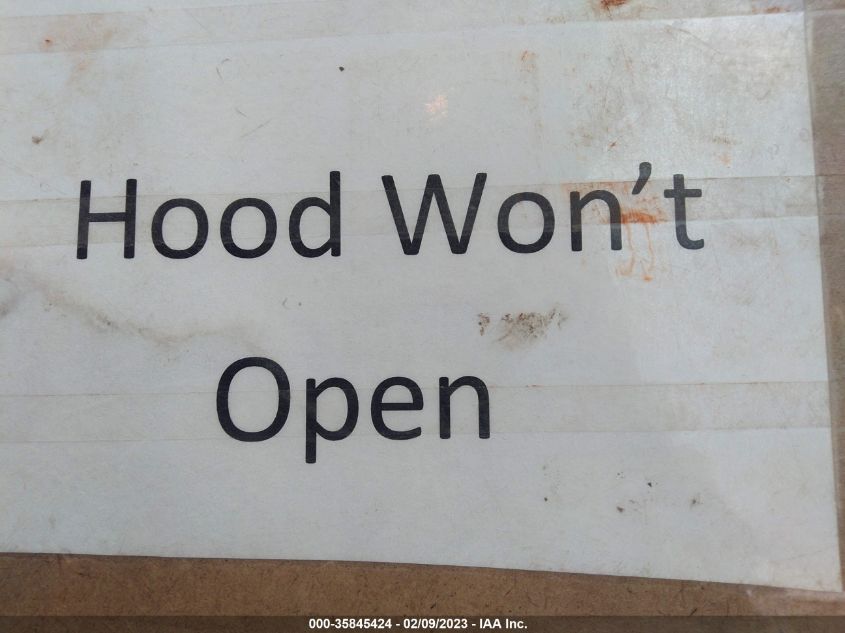 Hood Won’t
Open
000-35845424 - 02/09/2023 - IAA Inc.